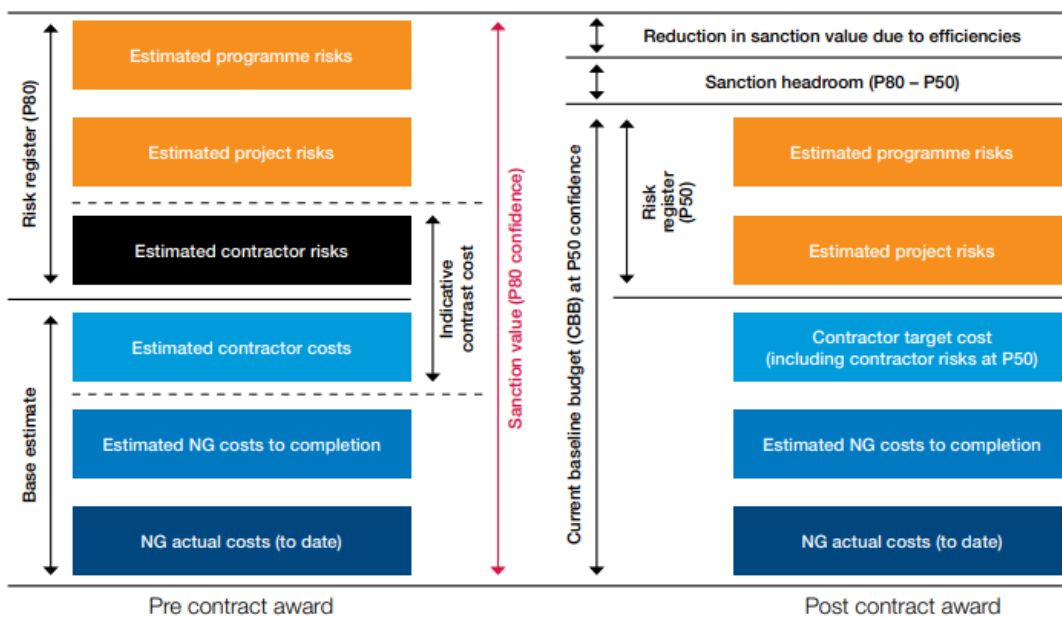 Risk register (P80)
Base estimate
Estimated programme risks
Estimated project risks
Estimated contractor risks
Estimated contractor costs
Estimated NG costs to completion
NG actual costs (to date)
Indicative
contrast cost
Sanction value (P80 confidence)
Pre contract award
Reduction in sanction value due to efficiencies
Sanction headroom (P80 – P50)
Current baseline budget (CBB) at P50 confidence
Risk
register
(P50)
Estimated programme risks
Estimated project risks
Contractor target cost
(including contractor risks at P50)
Estimated NG costs to completion
NG actual costs (to date)
Post contract award